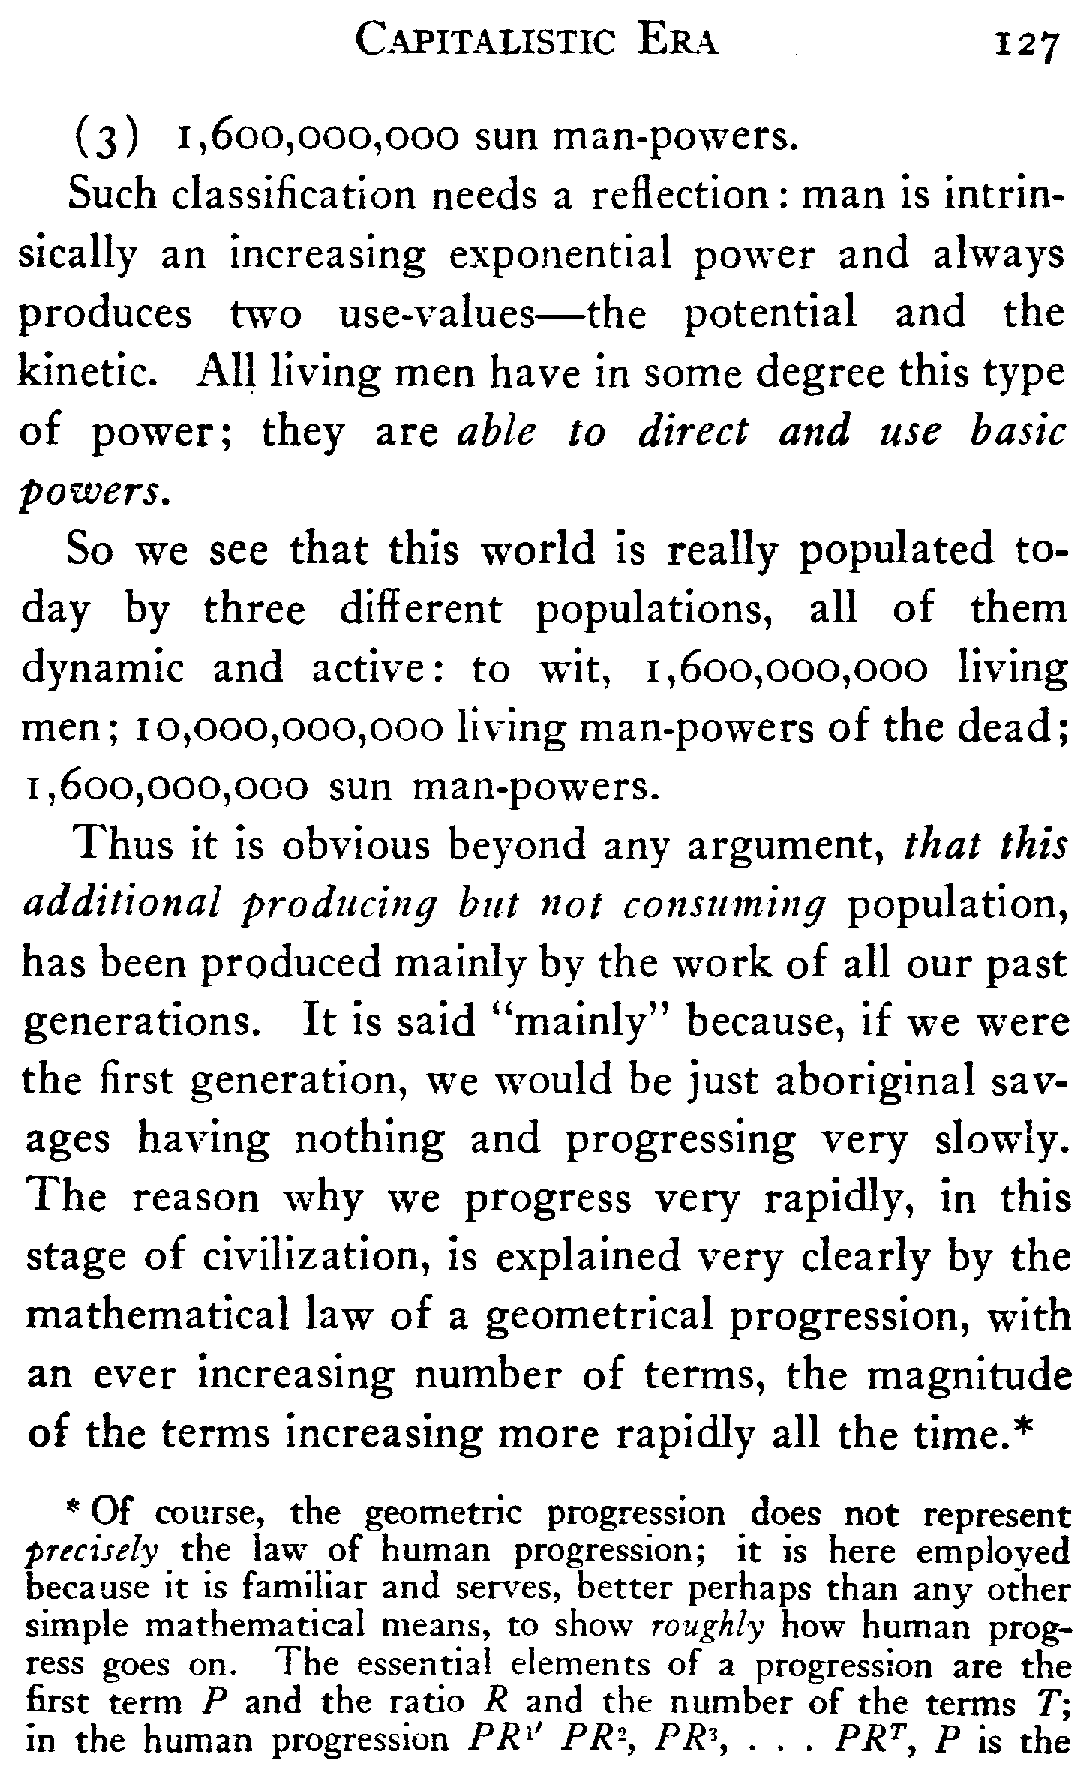 CAPITALISTIC ERA 127
(3) 1,600,000,000 sun man-powers.
Such classification needs a reflection: man is intrin-
sically an increasing exponential power and always
produces two use-values—the potential and the
kinetic. All living men have in some degree this type
of power; they are able to direct and use basic
powers.
So we see that this world is really populated to-
day by three different populations, all of them
dynamic and active: to wit, 1,600,000,000 living
men; 10,000,000,000 living man-powers of the dead;
1,600,000,000 sun man-powers.
Thus it is obvious beyond any argument, that this
additional producing but not consuming population,
has been produced mainly by the work of all our past
generations. It is said "mainly" because, if we were
the first generation, we would be just aboriginal sav-
ages having nothing and progressing very slowly.
The reason why we progress very rapidly, in this
stage of civilization, is explained very clearly by the
mathematical law of a geometrical progression, with
an ever increasing number of terms, the magnitude
of the terms increasing more rapidly all the time.*
* Of course, the geometric progression does not represent
precisely the law of human progression; it is here employed
because it is familiar and serves, better perhaps than any other
simple mathematical means, to show roughly how human prog-
ress goes on. The essential elements of a progression are the
first term P and the ratio R and the number of the terms T;
in the human progression PR¹′ PR², PR³, . . . PRᵀ, P is the